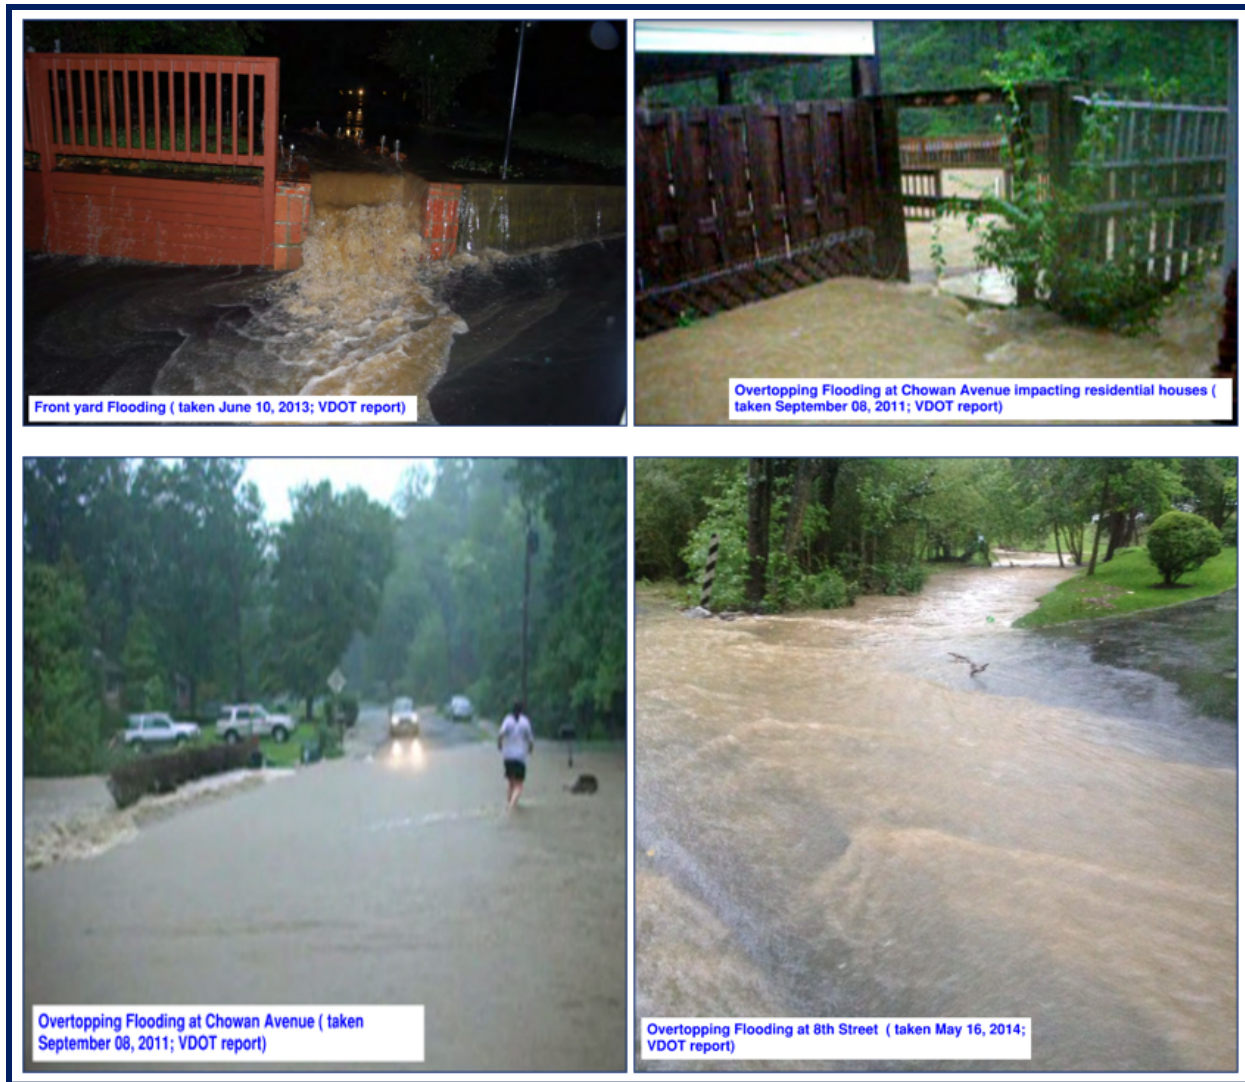 Front yard Flooding ( taken June 10, 2013; VDOT report)
Overtopping Flooding at Chowan Avenue impacting residential houses (
taken September 08, 2011; VDOT report)
Overtopping Flooding at Chowan Avenue ( taken
September 08, 2011; VDOT report)
Overtopping Flooding at 8th Street  ( taken May 16, 2014;
VDOT report)